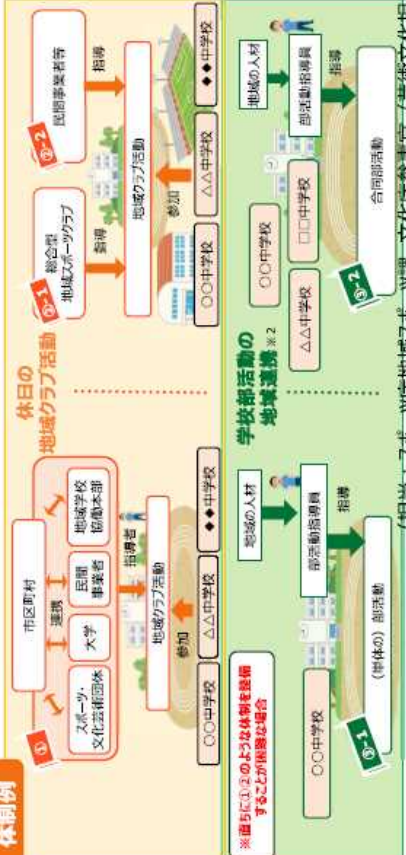 体制例
休日の
地域クラブ活動
①
市区町村
連携
スポーツ・
文化芸術団体
大学
民間
事業者
地域学校
協働本部
指導者
地域クラブ活動
参加
〇〇中学校
△△中学校
◆◆中学校
②-1
総合型
地域スポーツクラブ
指導
②-2
民間事業者等
指導
地域クラブ活動
参加
〇〇中学校
△△中学校
◆◆中学校
※直ちに①②のような体制を整備
することが困難な場合
学校部活動の
地域連携※2
③-1
地域の人材
部活動指導員
指導
〇〇中学校
(単体の)部活動
③-2
地域の人材
部活動指導員
指導
〇〇中学校
△△中学校
□□中学校
合同部活動